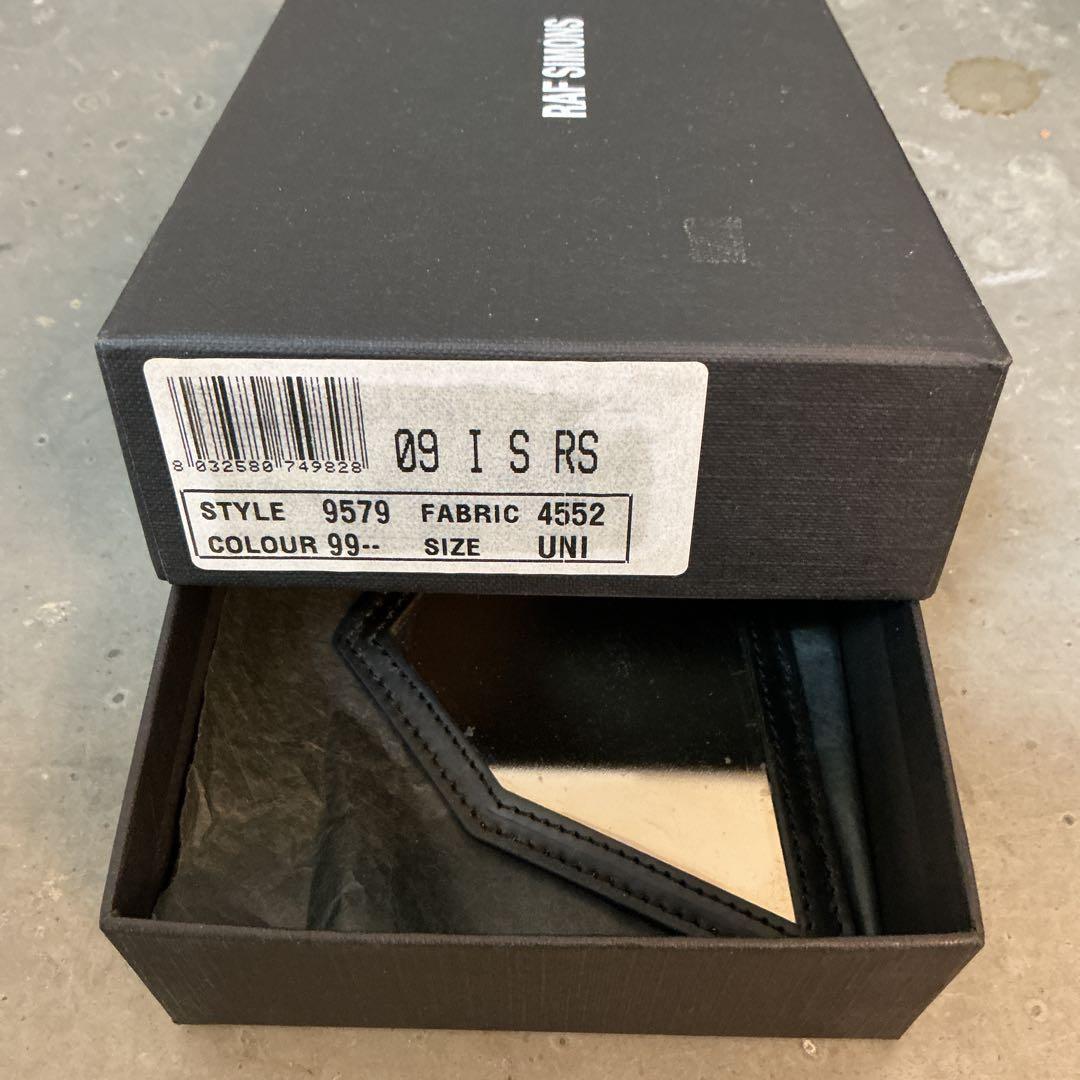 RAF SIMONS
8 032580 749828
09 I S RS
STYLE 9579 FABRIC 4552
COLOUR 99-- SIZE UNI